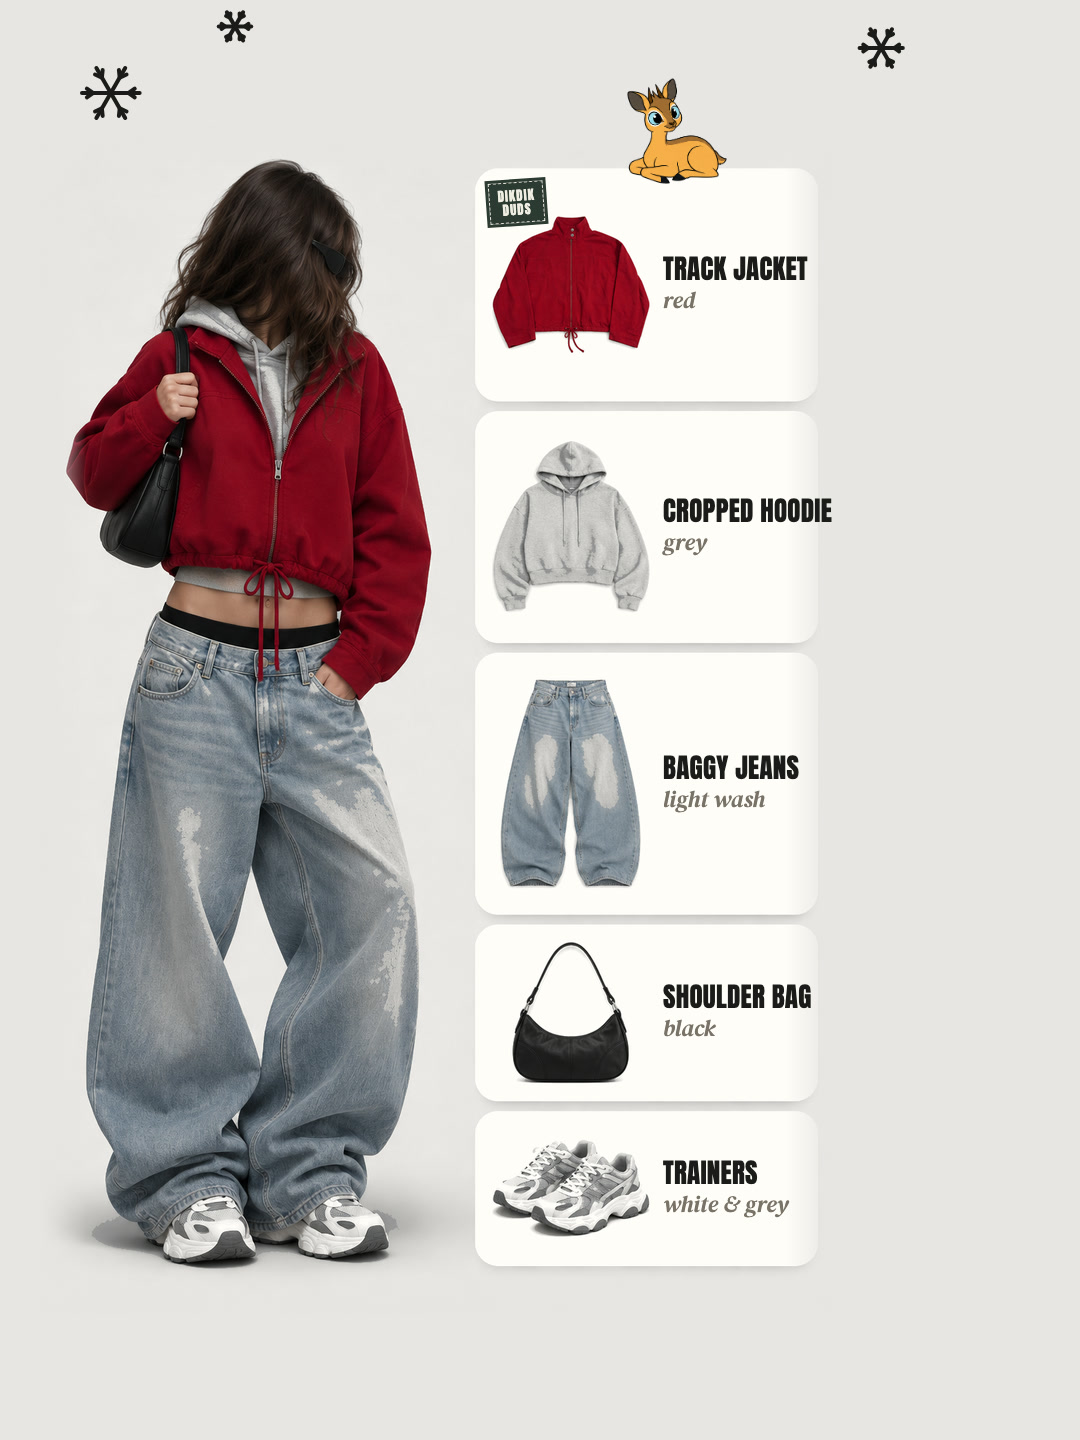 DIKDIK
DUDS
TRACK JACKET
red
CROPPED HOODIE
grey
BAGGY JEANS
light wash
SHOULDER BAG
black
TRAINERS
white & grey